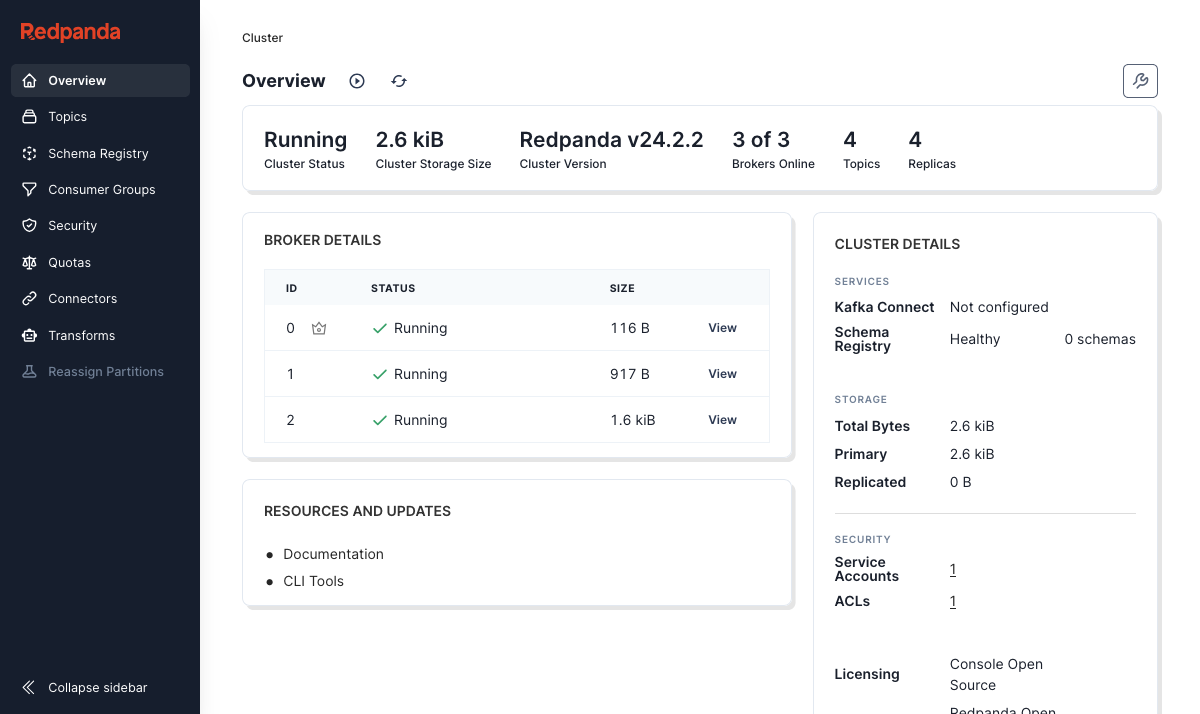 Redpanda
Overview
Topics
Schema Registry
Consumer Groups
Security
Quotas
Connectors
Transforms
Reassign Partitions
Collapse sidebar
Cluster
Overview
Running
Cluster Status
2.6 kiB
Cluster Storage Size
Redpanda v24.2.2
Cluster Version
3 of 3
Brokers Online
4
Topics
4
Replicas
BROKER DETAILS
ID STATUS SIZE
0 Running 116 B View
1 Running 917 B View
2 Running 1.6 kiB View
RESOURCES AND UPDATES
Documentation
CLI Tools
CLUSTER DETAILS
SERVICES
Kafka Connect Not configured
Schema
Registry Healthy 0 schemas
STORAGE
Total Bytes 2.6 kiB
Primary 2.6 kiB
Replicated 0 B
SECURITY
Service
Accounts 1
ACLs 1
Licensing Console Open
Source
Redpanda Open